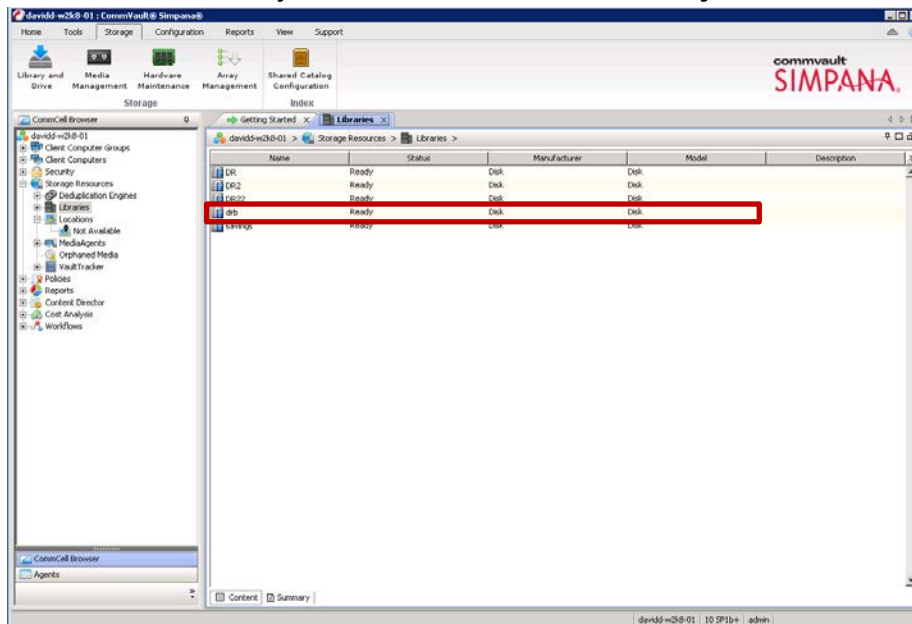 davidd-w2k8-01 : CommVault® Simpana®
Home Tools Storage Configuration Reports View Support
Library and Drive Media Management Hardware Maintenance Array Management Shared Catalog Configuration
Storage Index
commvault
SIMPANA.
CommCell Browser
Getting Started Libraries
davidd-w2k8-01
Client Computer Groups
Client Computers
Security
Storage Resources
Deduplication Engines
Libraries
Locations
Not Available
MediaAgents
Orphaned Media
VaultTracker
Policies
Reports
Content Director
Cost Analysis
Workflows
davidd-w2k8-01 > Storage Resources > Libraries >
Name Status Manufacturer Model Description
DR Ready Disk Disk
DR2 Ready Disk Disk
DR22 Ready Disk Disk
drb Ready Disk Disk
savings Ready Disk Disk
CommCell Browser
Agents
Content Summary
davidd-w2k8-01 10 SP1b+ admin